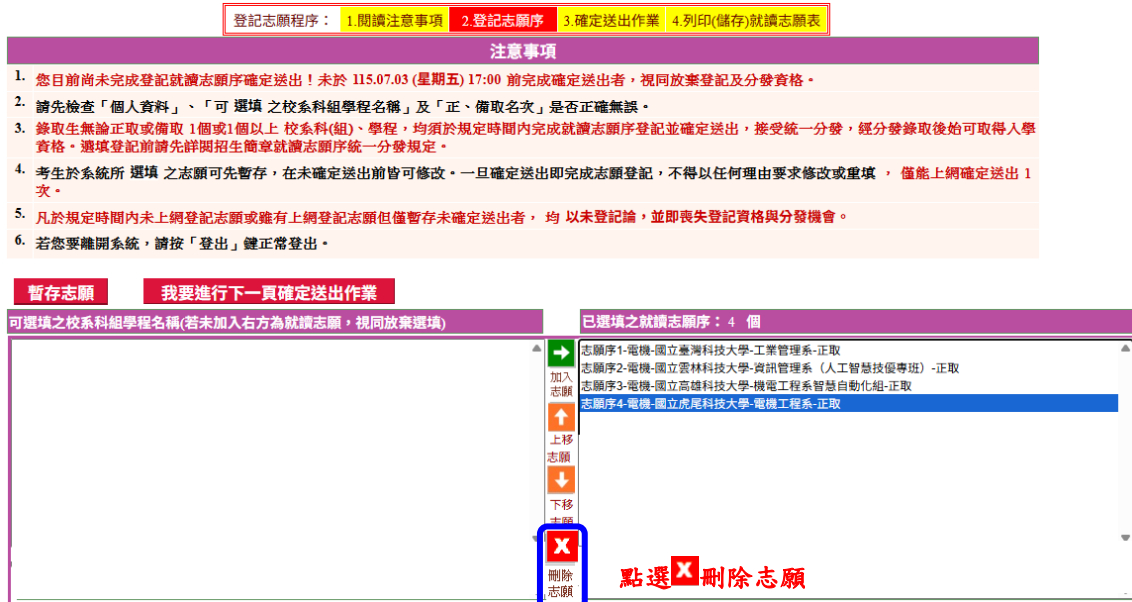 登記志願程序： 1.閱讀注意事項 2.登記志願序 3.確定送出作業 4.列印(儲存)就讀志願表
注意事項
1. 您目前尚未完成登記就讀志願序確定送出！未於 115.07.03 (星期五) 17:00 前完成確定送出者，視同放棄登記及分發資格。
2. 請先檢查「個人資料」、「可 選填 之校系科組學程名稱」及「正、備取名次」是否正確無誤。
3. 錄取生無論正取或備取 1個或1個以上 校系科(組)、學程，均須於規定時間內完成就讀志願序登記並確定送出，接受統一分發，經分發錄取後始可取得入學
資格。選填登記前請先詳閱招生簡章就讀志願序統一分發規定。
4. 考生於系統所 選填 之志願可先暫存，在未確定送出前皆可修改。一旦確定送出即完成志願登記，不得以任何理由要求修改或重填 ， 僅能上網確定送出 1
次。
5. 凡於規定時間內未上網登記志願或雖有上網登記志願但僅暫存未確定送出者， 均 以未登記論，並即喪失登記資格與分發機會。
6. 若您要離開系統，請按「登出」鍵正常登出。
暫存志願 我要進行下一頁確定送出作業
可選填之校系科組學程名稱(若未加入右方為就讀志願，視同放棄選填)
已選填之就讀志願序： 4 個
加入
志願
上移
志願
下移
志願
X
刪除
志願
志願序1-電機-國立臺灣科技大學-工業管理系-正取
志願序2-電機-國立雲林科技大學-資訊管理系（人工智慧技優專班）-正取
志願序3-電機-國立高雄科技大學-機電工程系智慧自動化組-正取
志願序4-電機-國立虎尾科技大學-電機工程系-正取
點選X刪除志願